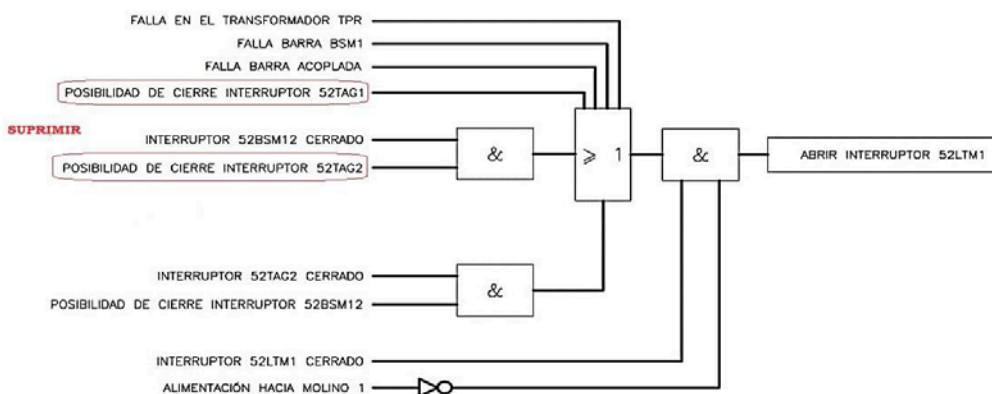 FALLA EN EL TRANSFORMADOR TPR
FALLA BARRA BSM1
FALLA BARRA ACOPLADA
POSIBILIDAD DE CIERRE INTERRUPTOR 52TAG1
SUPRIMIR
INTERRUPTOR 52BSM12 CERRADO
POSIBILIDAD DE CIERRE INTERRUPTOR 52TAG2
&
⩾ 1
&
ABRIR INTERRUPTOR 52LTM1
INTERRUPTOR 52TAG2 CERRADO
POSIBILIDAD DE CIERRE INTERRUPTOR 52BSM12
&
INTERRUPTOR 52LTM1 CERRADO
ALIMENTACIÓN HACIA MOLINO 1